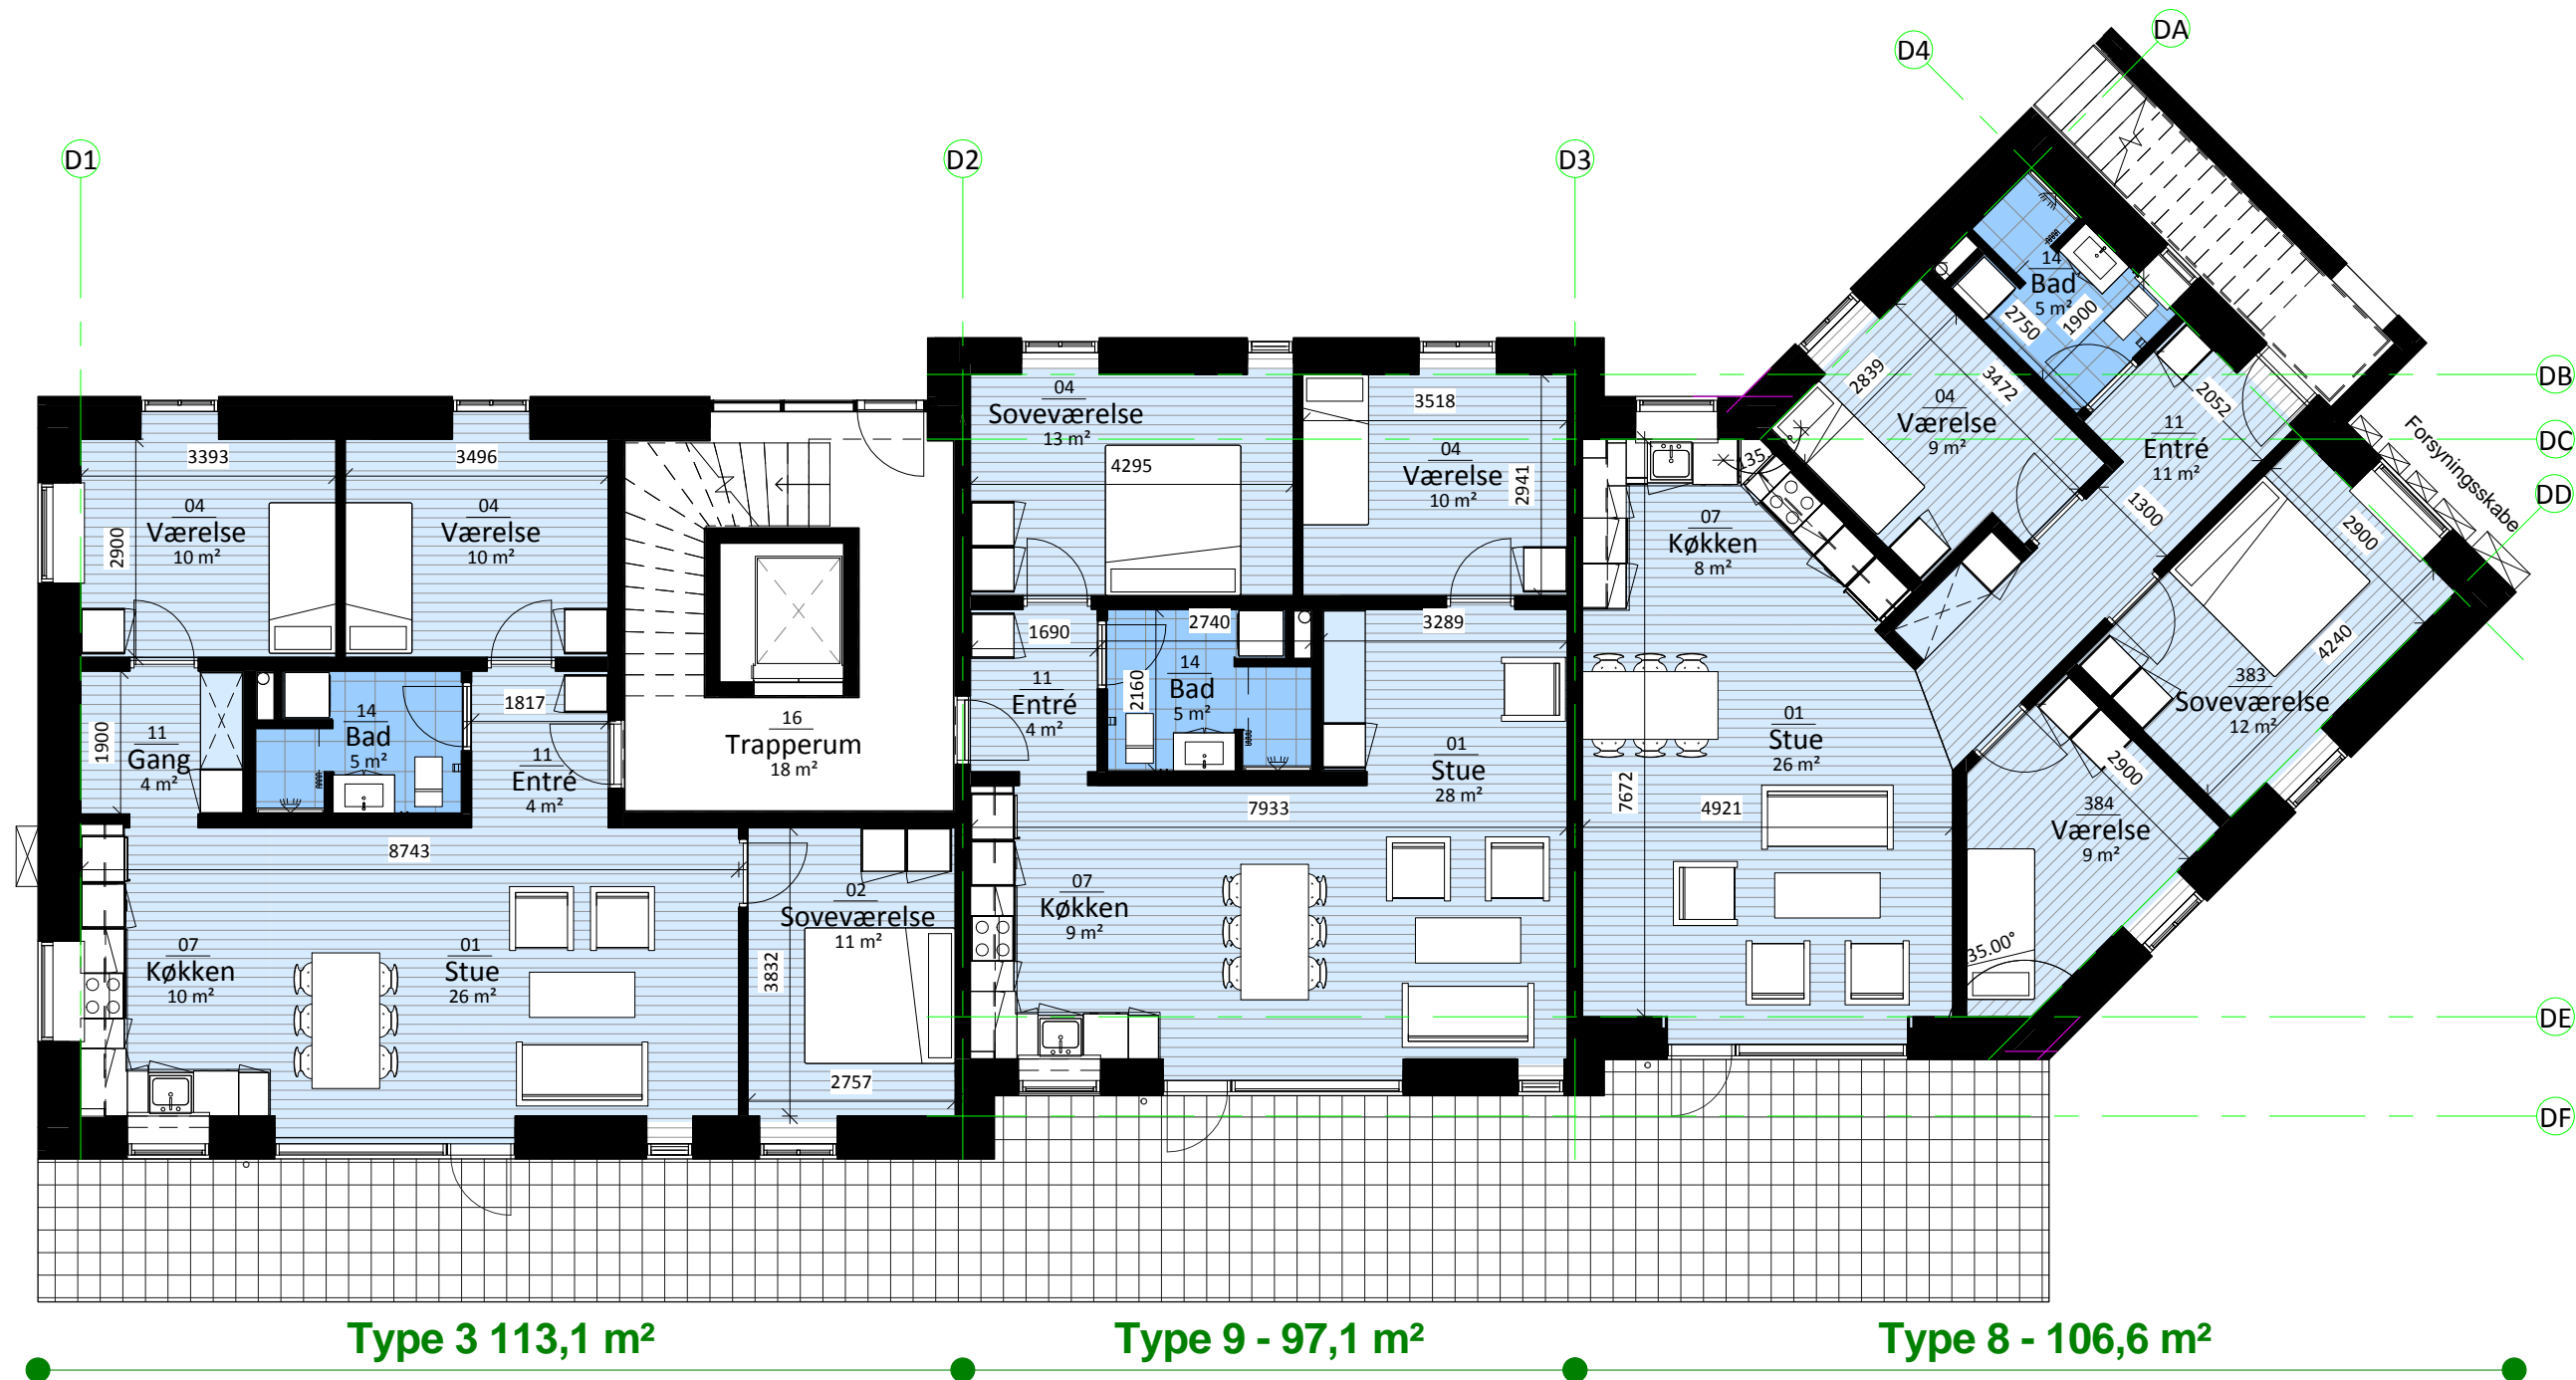 DA
D4
D1
D2
D3
DB
DC
DD
DE
DF
Forsyningsskabe
3393
04
Værelse
10 m²
2900
3496
04
Værelse
10 m²
11
Gang
4 m²
1900
14
Bad
5 m²
1817
11
Entré
4 m²
16
Trapperum
18 m²
8743
07
Køkken
10 m²
01
Stue
26 m²
02
Soveværelse
11 m²
3832
2757
04
Soveværelse
13 m²
4295
3518
04
Værelse
10 m²
2941
1690
11
Entré
4 m²
2740
2160
14
Bad
5 m²
3289
01
Stue
28 m²
7933
07
Køkken
9 m²
07
Køkken
8 m²
135.
01
Stue
26 m²
7672
4921
14
Bad
5 m²
2750
1900
2839
3472
04
Værelse
9 m²
2052
11
Entré
11 m²
1300
2900
4240
383
Soveværelse
12 m²
2900
384
Værelse
9 m²
35.00°
Type 3 113,1 m²
Type 9 - 97,1 m²
Type 8 - 106,6 m²